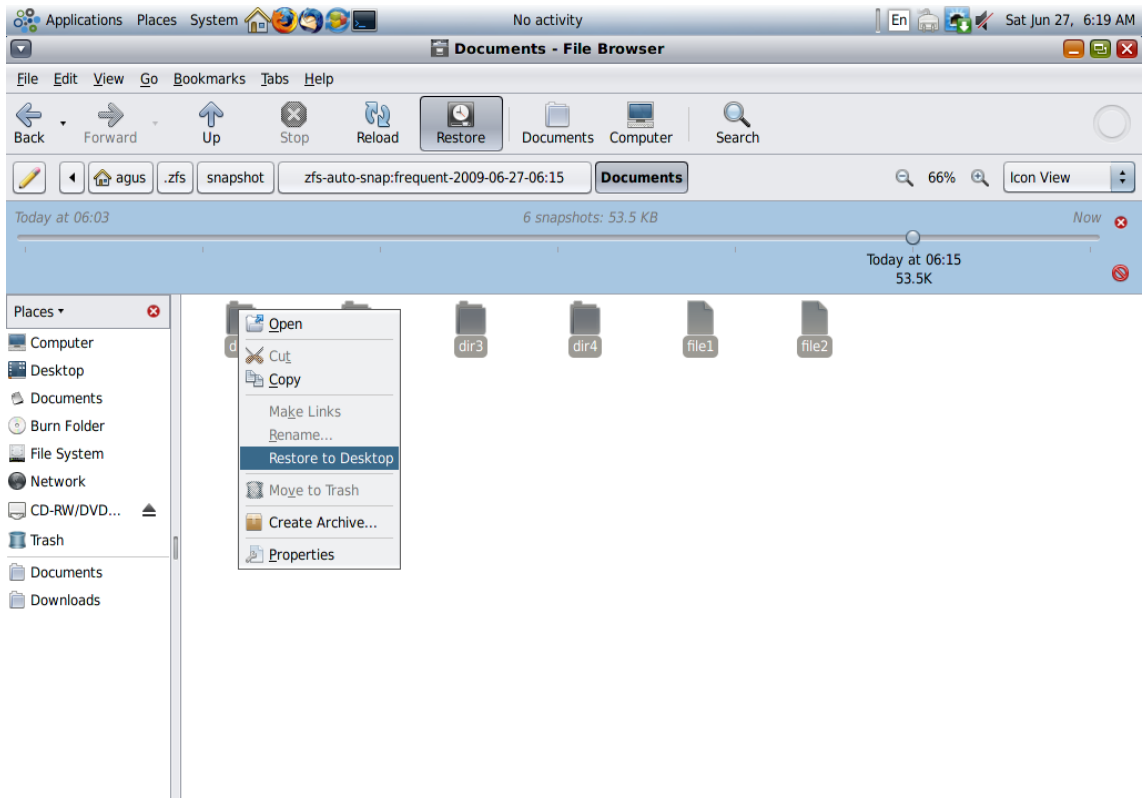 Applications Places System No activity En Sat Jun 27, 6:19 AM
Documents - File Browser
File Edit View Go Bookmarks Tabs Help
Back Forward Up Stop Reload Restore Documents Computer Search
agus .zfs snapshot zfs-auto-snap:frequent-2009-06-27-06:15 Documents 66% Icon View
Today at 06:03 6 snapshots: 53.5 KB Now
Today at 06:15
53.5K
Places
Computer
Desktop
Documents
Burn Folder
File System
Network
CD-RW/DVD...
Trash
Documents
Downloads
dir3 dir4 file1 file2
Open
Cut
Copy
Make Links
Rename...
Restore to Desktop
Move to Trash
Create Archive...
Properties